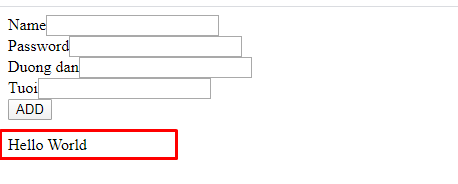 Name
Password
Duong dan
Tuoi
ADD
Hello World